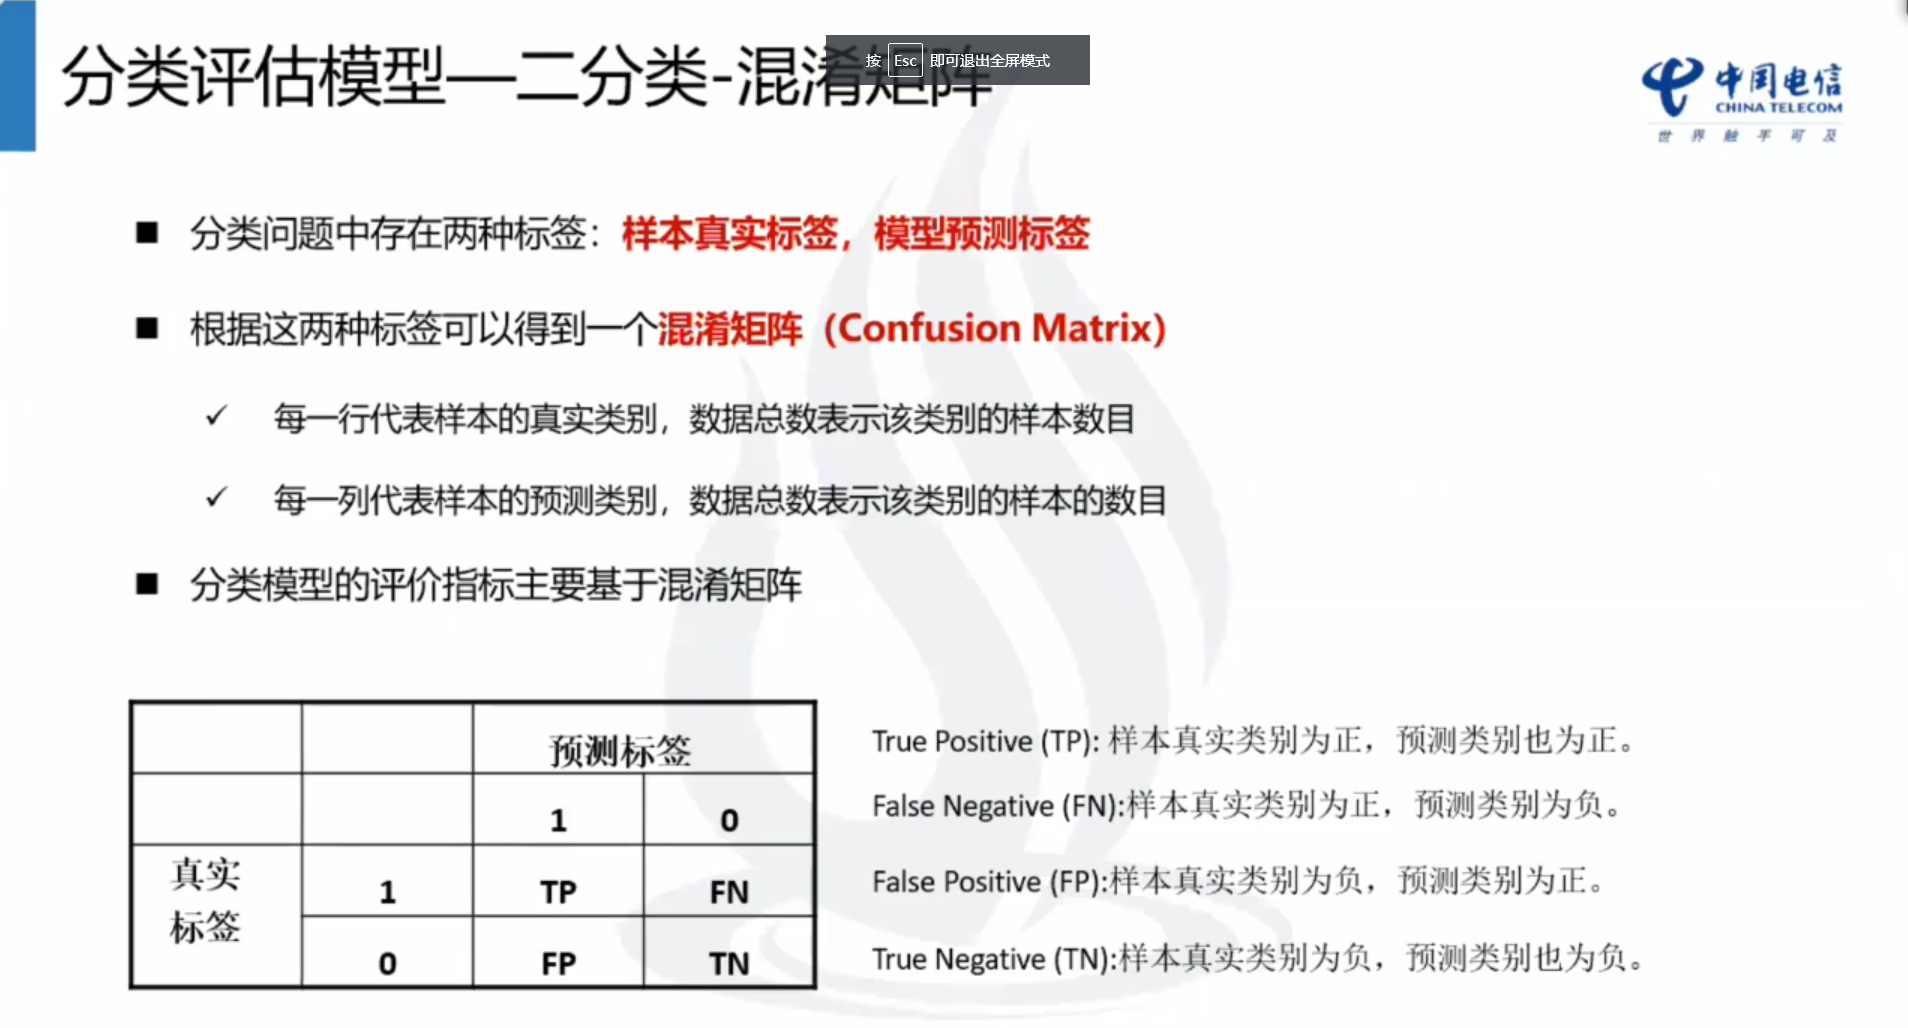 分类评估模型—二分类-混淆矩阵
按 Esc 即可退出全屏模式
中国电信
CHINA TELECOM
世界触手可及
■ 分类问题中存在两种标签：样本真实标签，模型预测标签
■ 根据这两种标签可以得到一个混淆矩阵（Confusion Matrix）
✓ 每一行代表样本的真实类别，数据总数表示该类别的样本数目
✓ 每一列代表样本的预测类别，数据总数表示该类别的样本的数目
■ 分类模型的评价指标主要基于混淆矩阵
预测标签
1 0
真实
标签
1 TP FN
0 FP TN
True Positive (TP): 样本真实类别为正，预测类别也为正。
False Negative (FN):样本真实类别为正，预测类别为负。
False Positive (FP):样本真实类别为负，预测类别为正。
True Negative (TN):样本真实类别为负，预测类别也为负。